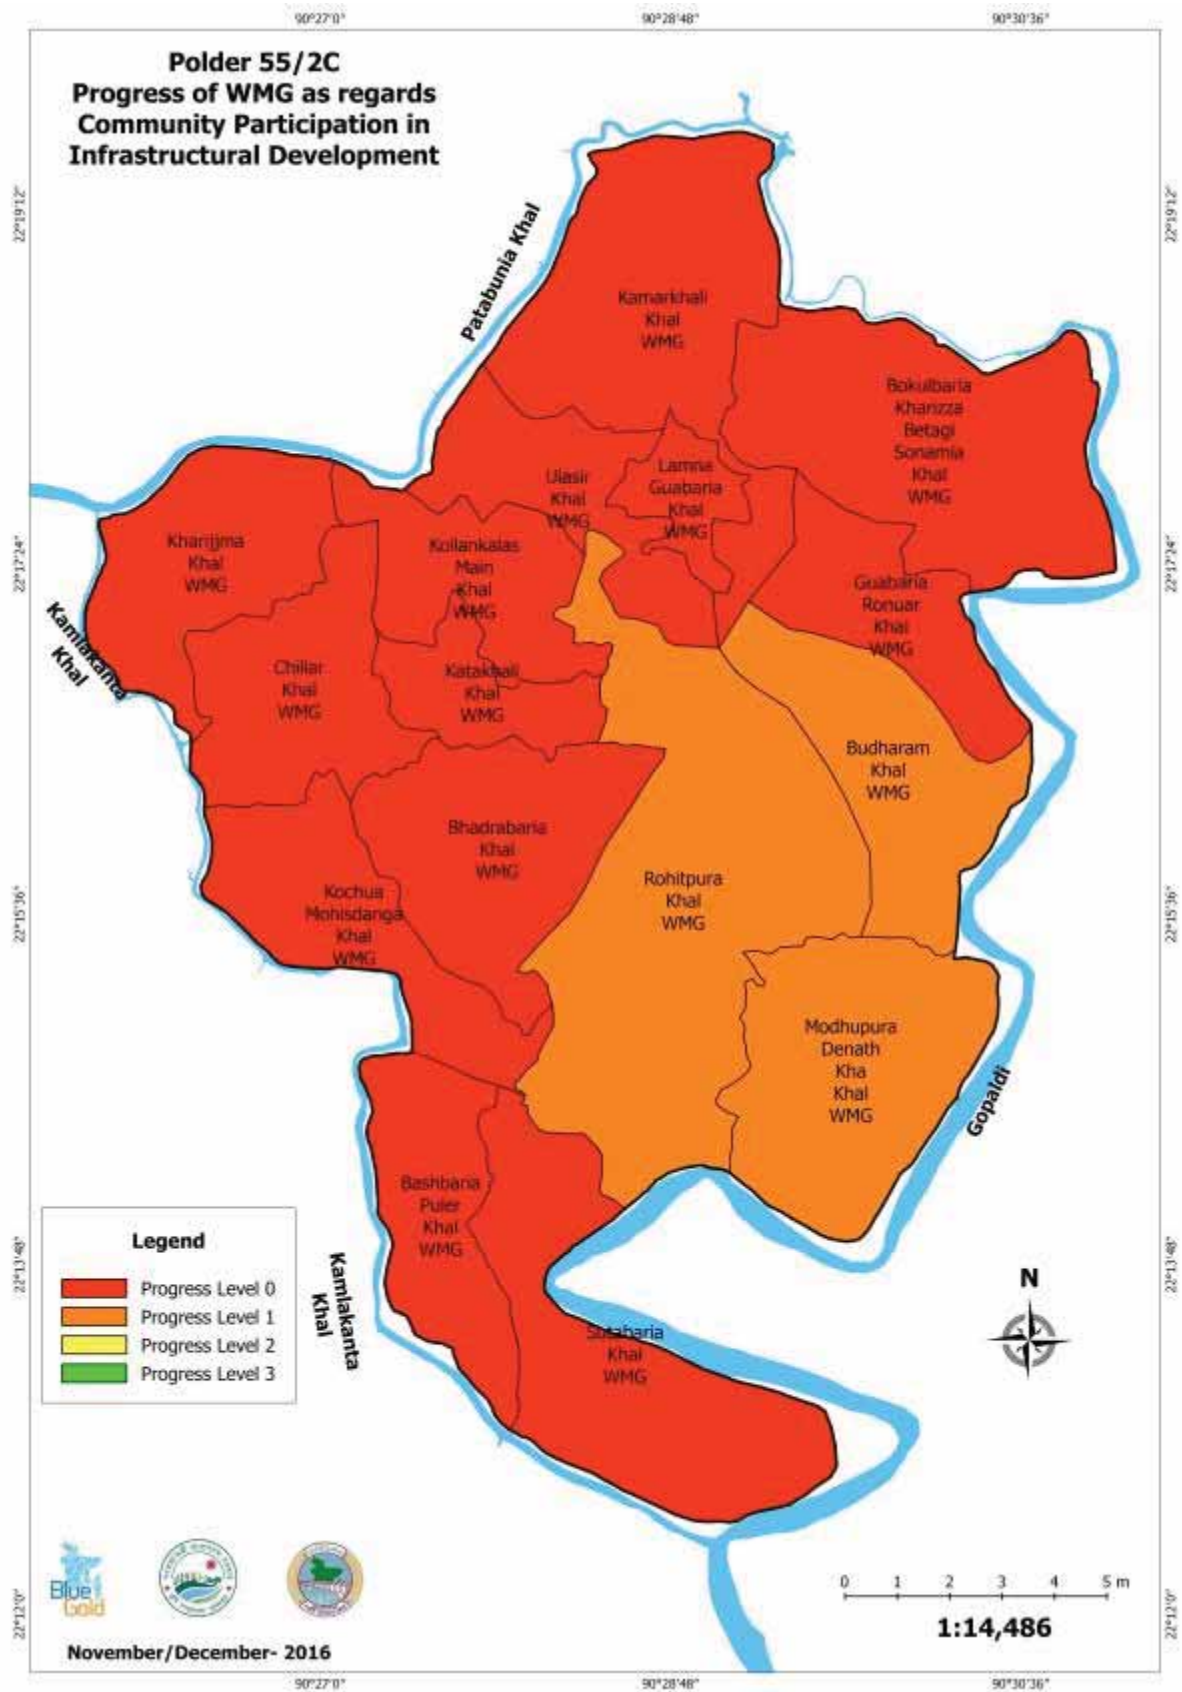 90°27'0"
90°28'48"
90°30'36"
Polder 55/2C
Progress of WMG as regards
Community Participation in
Infrastructural Development
22°19'12"
22°19'12"
Patabunia Khal
Kamarkhali
Khal
WMG
Bokulbaria
Kharizza
Betagi
Sonamia
Khal
WMG
Ulasir
Khal
WMG
Lamna
Guabaria
Khal
WMG
Kharijjma
Khal
WMG
Kollankalas
Main
Khal
WMG
22°17'24"
22°17'24"
Guabaria
Ronuar
Khal
WMG
Kamlakanta
Khal
Chillar
Khal
WMG
Katakhali
Khal
WMG
Budharam
Khal
WMG
Bhadrabaria
Khal
WMG
Rohitpura
Khal
WMG
Kochua
Mohisdanga
Khal
WMG
22°15'36"
22°15'36"
Modhupura
Denath
Kha
Khal
WMG
Gopaldi
Bashbaria
Puler
Khal
WMG
Kamlakanta
Khal
Sutabaria
Khal
WMG
22°13'48"
22°13'48"
Legend
Progress Level 0
Progress Level 1
Progress Level 2
Progress Level 3
N
Blue
Gold
0 1 2 3 4 5 m
1:14,486
22°12'0"
22°12'0"
November/December- 2016
90°27'0"
90°28'48"
90°30'36"